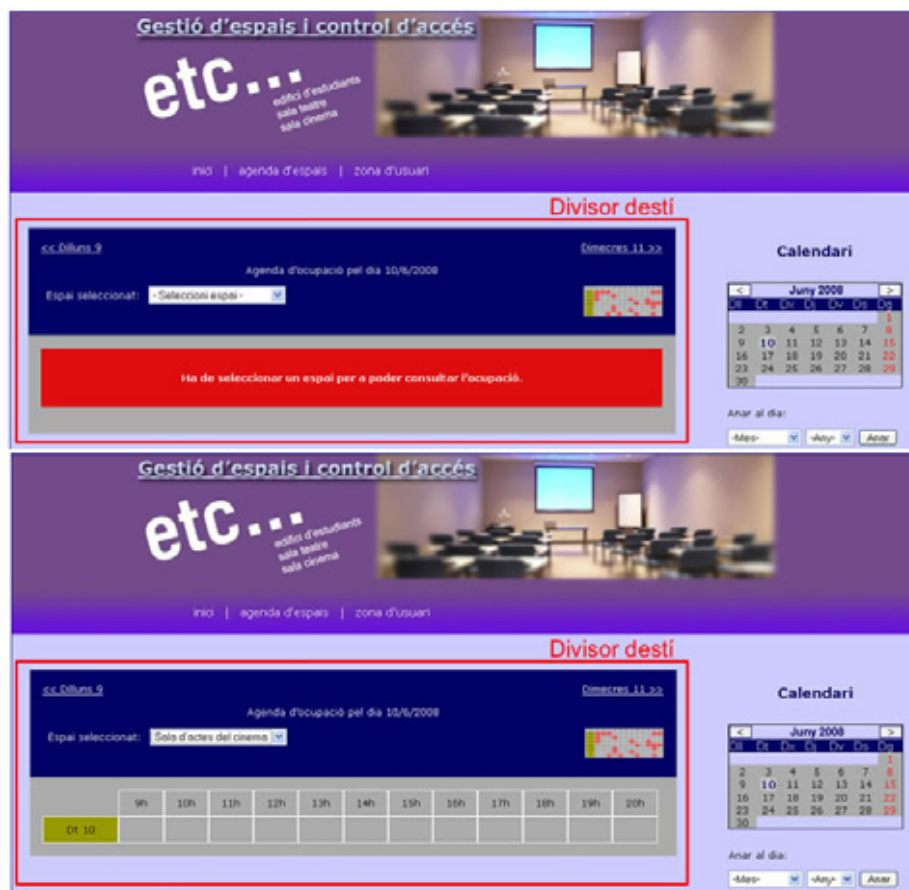 Gestió d'espais i control d'accés
etc...
edifici d'estudiants
sala teatre
sala cinema
inici | agenda d'espais | zona d'usuari
Divisor destí
<< Dilluns 9
Dimecres 11 >>
Agenda d'ocupació pel dia 10/6/2008
Espai seleccionat: -Seleccioni espai-
Ha de seleccionar un espai per a poder consultar l'ocupació.
Calendari
< Juny 2008 >
Dll Dt Dx Dj Dv Ds Dg
1
2 3 4 5 6 7 8
9 10 11 12 13 14 15
16 17 18 19 20 21 22
23 24 25 26 27 28 29
30
Anar al dia:
-Mes- -Any- Anar
Gestió d'espais i control d'accés
etc...
edifici d'estudiants
sala teatre
sala cinema
inici | agenda d'espais | zona d'usuari
Divisor destí
<< Dilluns 9
Dimecres 11 >>
Agenda d'ocupació pel dia 10/6/2008
Espai seleccionat: Sala d'actes del cinema
9h 10h 11h 12h 13h 14h 15h 16h 17h 18h 19h 20h
Dt 10
Calendari
< Juny 2008 >
Dll Dt Dx Dj Dv Ds Dg
1
2 3 4 5 6 7 8
9 10 11 12 13 14 15
16 17 18 19 20 21 22
23 24 25 26 27 28 29
30
Anar al dia:
-Mes- -Any- Anar